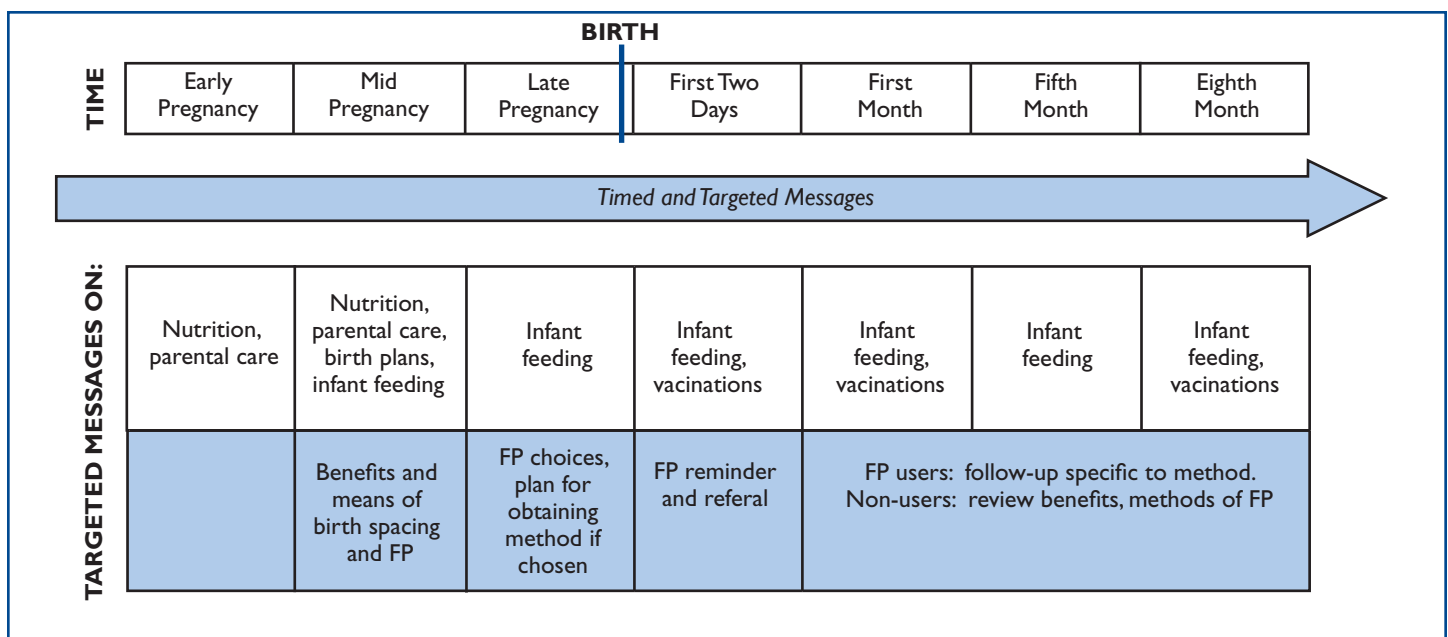 BIRTH
TIME
Early
Pregnancy
Mid
Pregnancy
Late
Pregnancy
First Two
Days
First
Month
Fifth
Month
Eighth
Month
Timed and Targeted Messages
TARGETED MESSAGES ON:
Nutrition,
parental care
Nutrition,
parental care,
birth plans,
infant feeding
Infant
feeding
Infant
feeding,
vacinations
Infant
feeding,
vacinations
Infant
feeding
Infant
feeding,
vacinations
Benefits and
means of
birth spacing
and FP
FP choices,
plan for
obtaining
method if
chosen
FP reminder
and referal
FP users: follow-up specific to method.
Non-users: review benefits, methods of FP